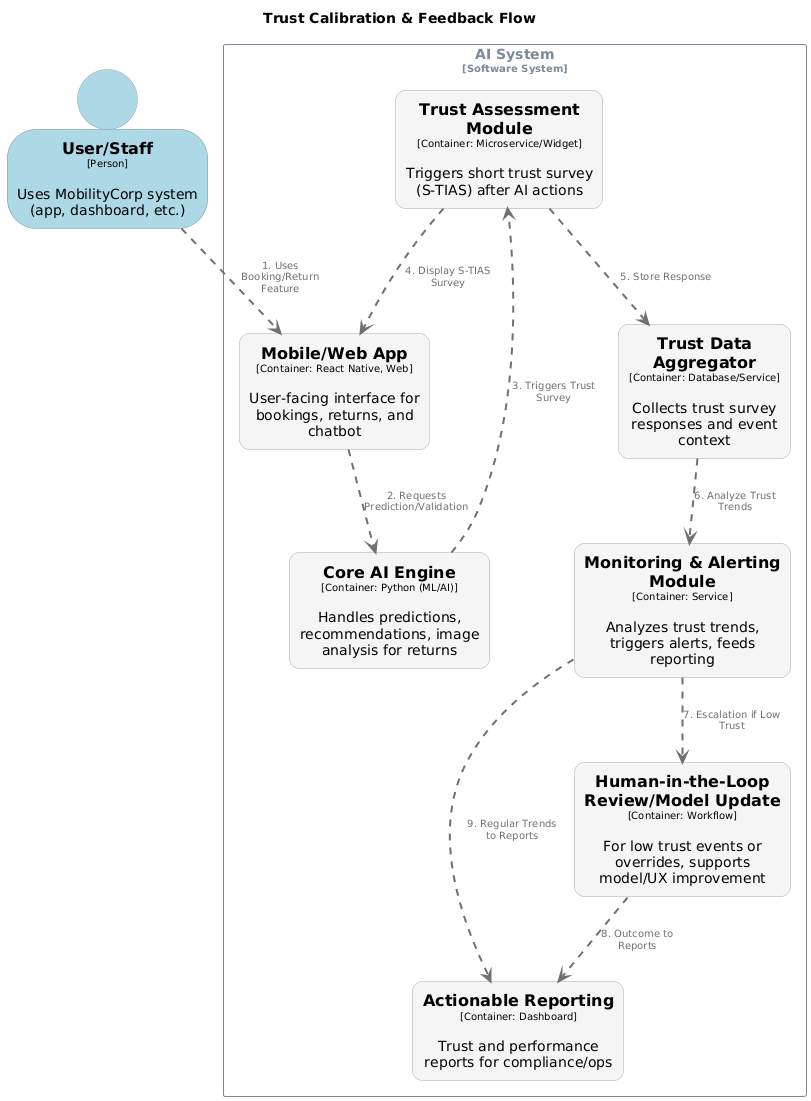 Trust Calibration & Feedback Flow
AI System
[Software System]
User/Staff
[Person]
Uses MobilityCorp system
(app, dashboard, etc.)
Trust Assessment
Module
[Container: Microservice/Widget]
Triggers short trust survey
(S-TIAS) after AI actions
1. Uses
Booking/Return
Feature
4. Display S-TIAS
Survey
5. Store Response
Mobile/Web App
[Container: React Native, Web]
User-facing interface for
bookings, returns, and
chatbot
3. Triggers Trust
Survey
Trust Data
Aggregator
[Container: Database/Service]
Collects trust survey
responses and event
context
2. Requests
Prediction/Validation
6. Analyze Trust
Trends
Core AI Engine
[Container: Python (ML/AI)]
Handles predictions,
recommendations, image
analysis for returns
Monitoring & Alerting
Module
[Container: Service]
Analyzes trust trends,
triggers alerts, feeds
reporting
7. Escalation if Low
Trust
9. Regular Trends
to Reports
Human-in-the-Loop
Review/Model Update
[Container: Workflow]
For low trust events or
overrides, supports
model/UX improvement
8. Outcome to
Reports
Actionable Reporting
[Container: Dashboard]
Trust and performance
reports for compliance/ops